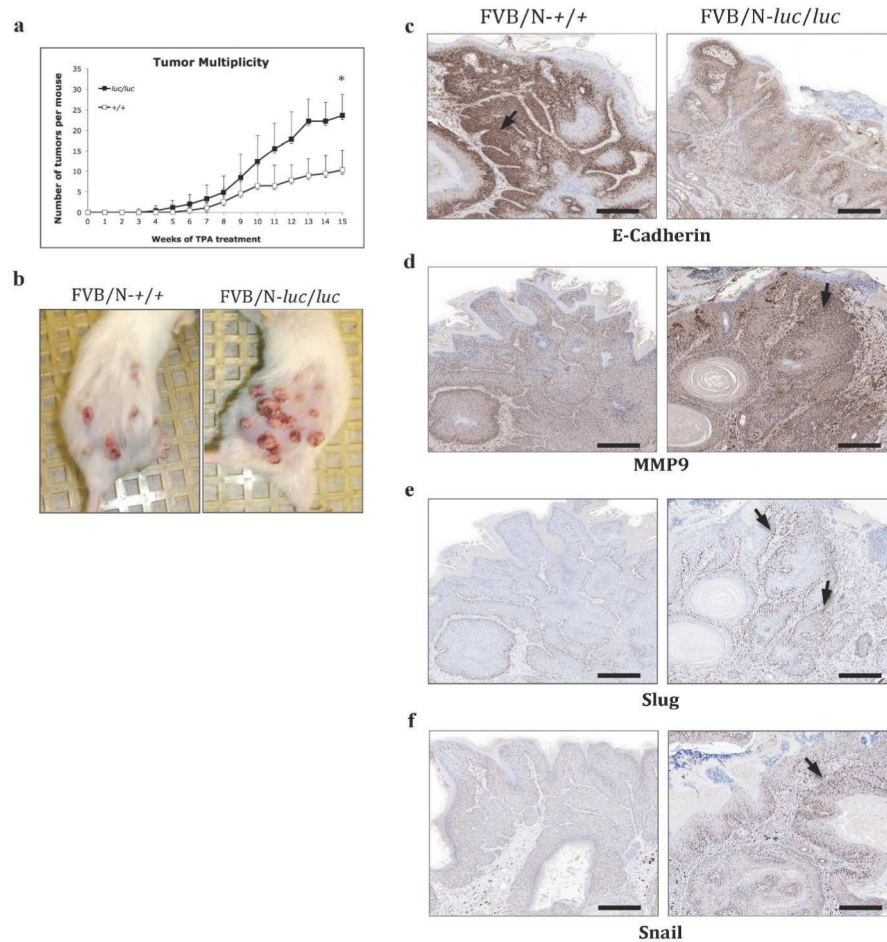 a
Tumor Multiplicity
luc/luc
+/+
*
Number of tumors per mouse
35
30
25
20
15
10
5
0
0 1 2 3 4 5 6 7 8 9 10 11 12 13 14 15
Weeks of TPA treatment
b
FVB/N-+/+ FVB/N-luc/luc
c
FVB/N-+/+ FVB/N-luc/luc
E-Cadherin
d
MMP9
e
Slug
f
Snail